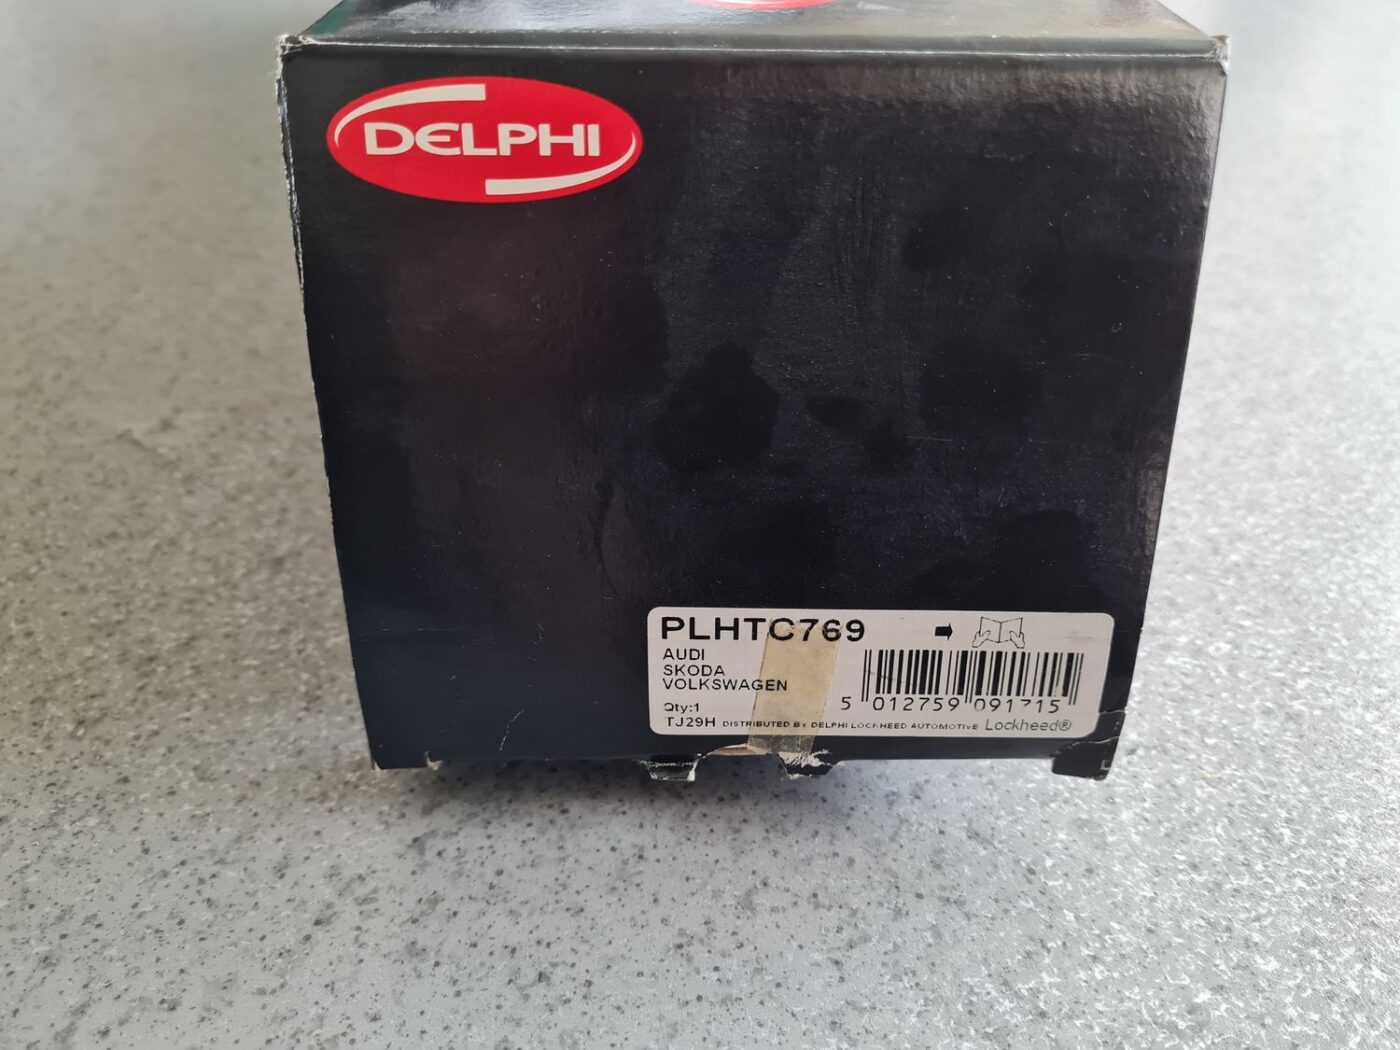 DELPHI
PLHTC769
AUDI
SKODA
VOLKSWAGEN
5 012759 091715
Qty:1
TJ29H DISTRIBUTED BY DELPHI LOCKHEED AUTOMOTIVE Lockheed®